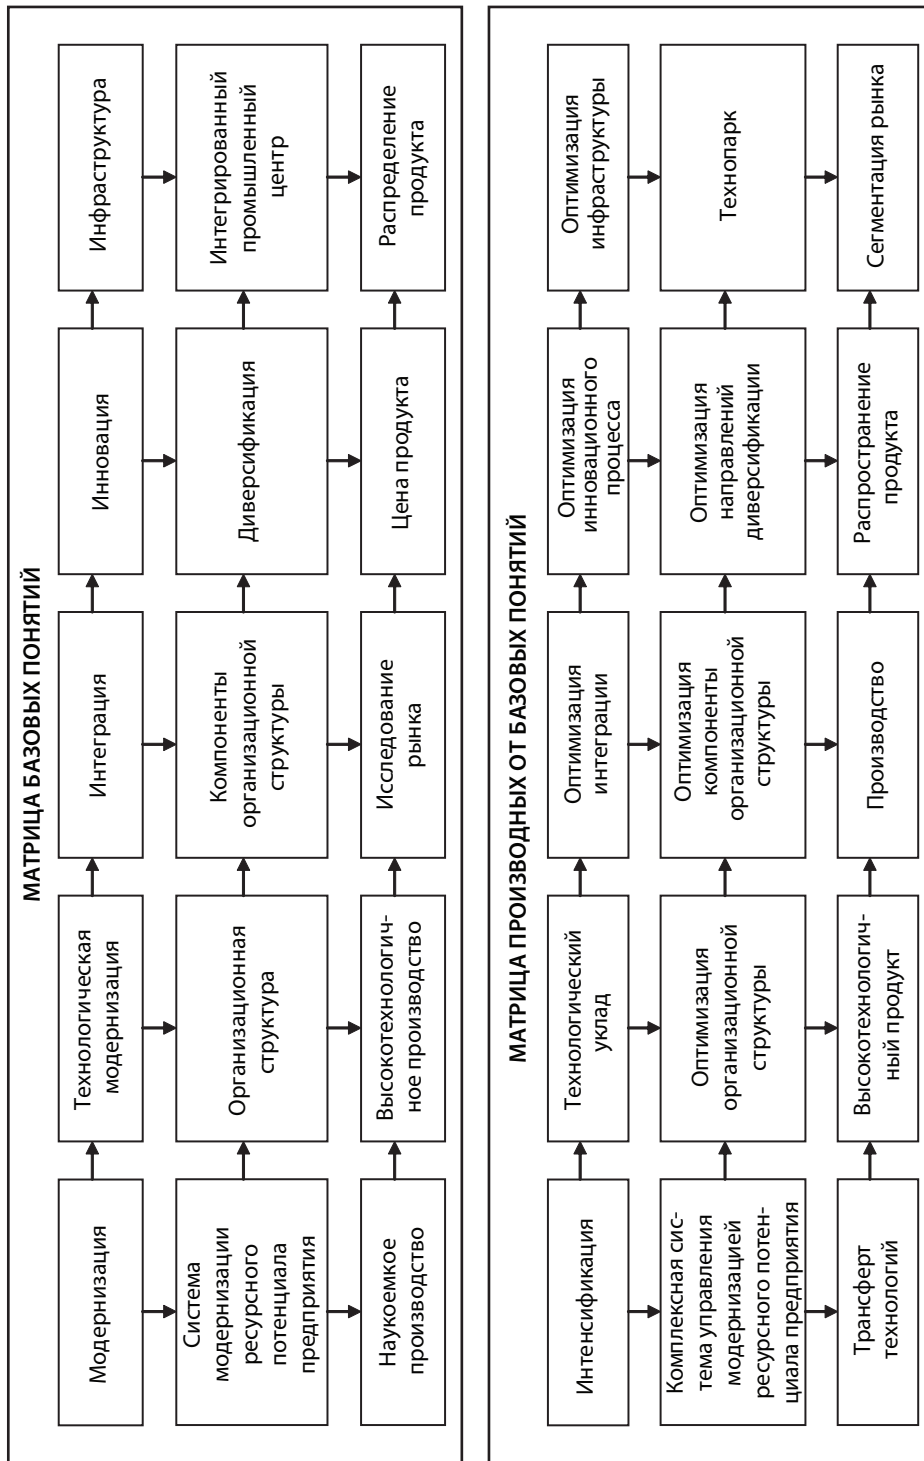 МАТРИЦА БАЗОВЫХ ПОНЯТИЙ
Модернизация
Технологическая
модернизация
Интеграция
Инновация
Инфраструктура
Система
модернизации
ресурсного
потенциала
предприятия
Организационная
структура
Компоненты
организационной
структуры
Диверсификация
Интегрированный
промышленный
центр
Наукоемкое
производство
Высокотехнологич-
ное производство
Исследование
рынка
Цена продукта
Распределение
продукта
МАТРИЦА ПРОИЗВОДНЫХ ОТ БАЗОВЫХ ПОНЯТИЙ
Интенсификация
Технологический
уклад
Оптимизация
интеграции
Оптимизация
инновационного
процесса
Оптимизация
инфраструктуры
Комплексная сис-
тема управления
модернизацией
ресурсного потен-
циала предприятия
Оптимизация
организационной
структуры
Оптимизация
компоненты
организационной
структуры
Оптимизация
направлений
диверсификации
Технопарк
Трансферт
технологий
Высокотехнологич-
ный продукт
Производство
Распространение
продукта
Сегментация рынка